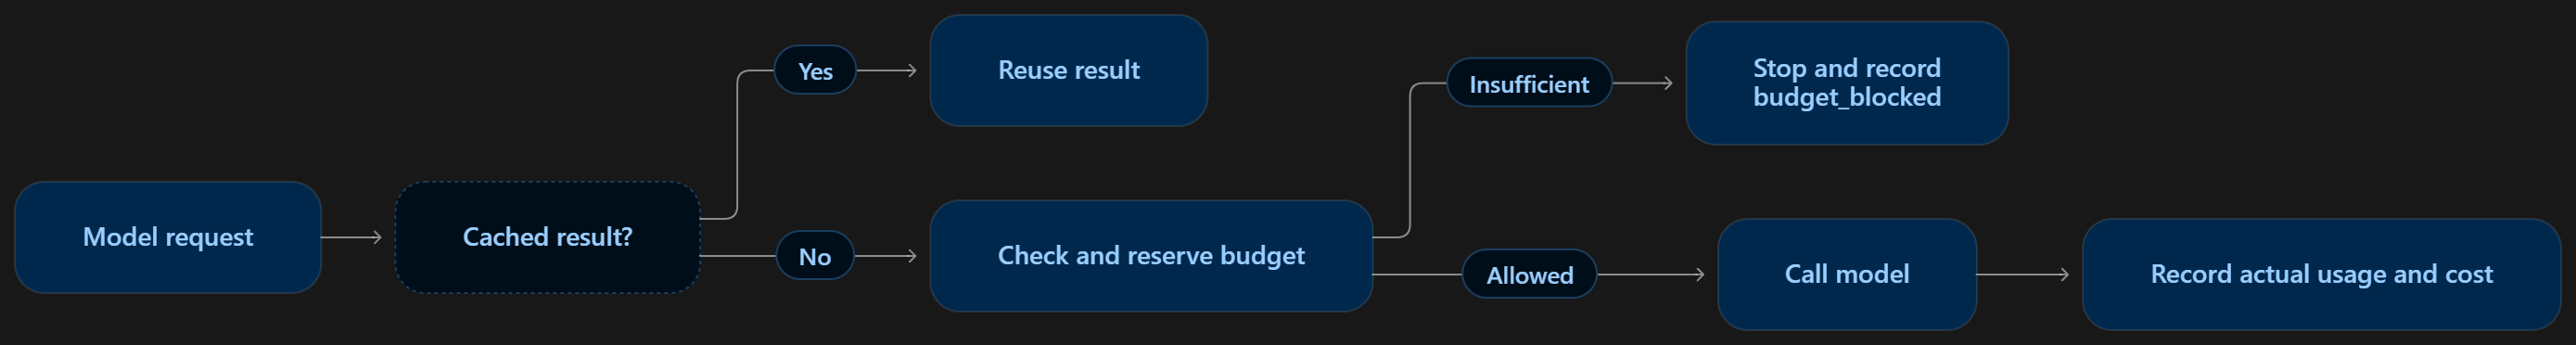 Model request
Cached result?
Yes
Reuse result
No
Check and reserve budget
Insufficient
Stop and record
budget_blocked
Allowed
Call model
Record actual usage and cost